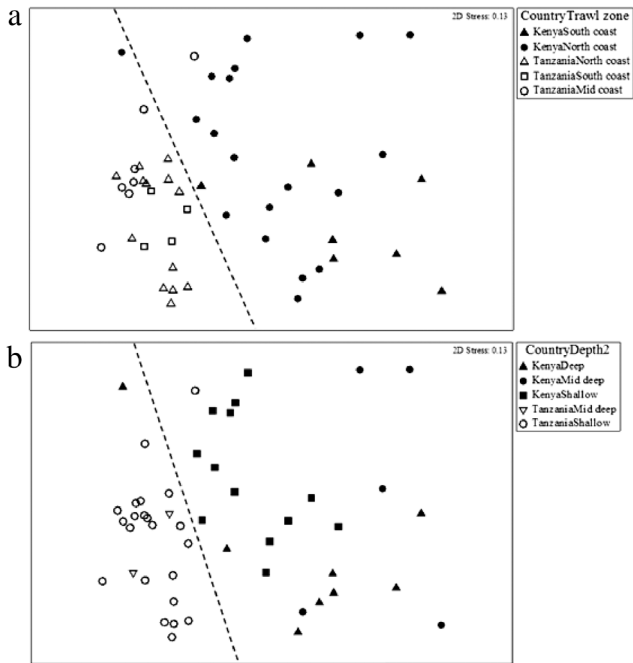 a
2D Stress: 0.13
CountryTrawl zone
KenyaSouth coast
KenyaNorth coast
TanzaniaNorth coast
TanzaniaSouth coast
TanzaniaMid coast
b
2D Stress: 0.13
CountryDepth2
KenyaDeep
KenyaMid deep
KenyaShallow
TanzaniaMid deep
TanzaniaShallow